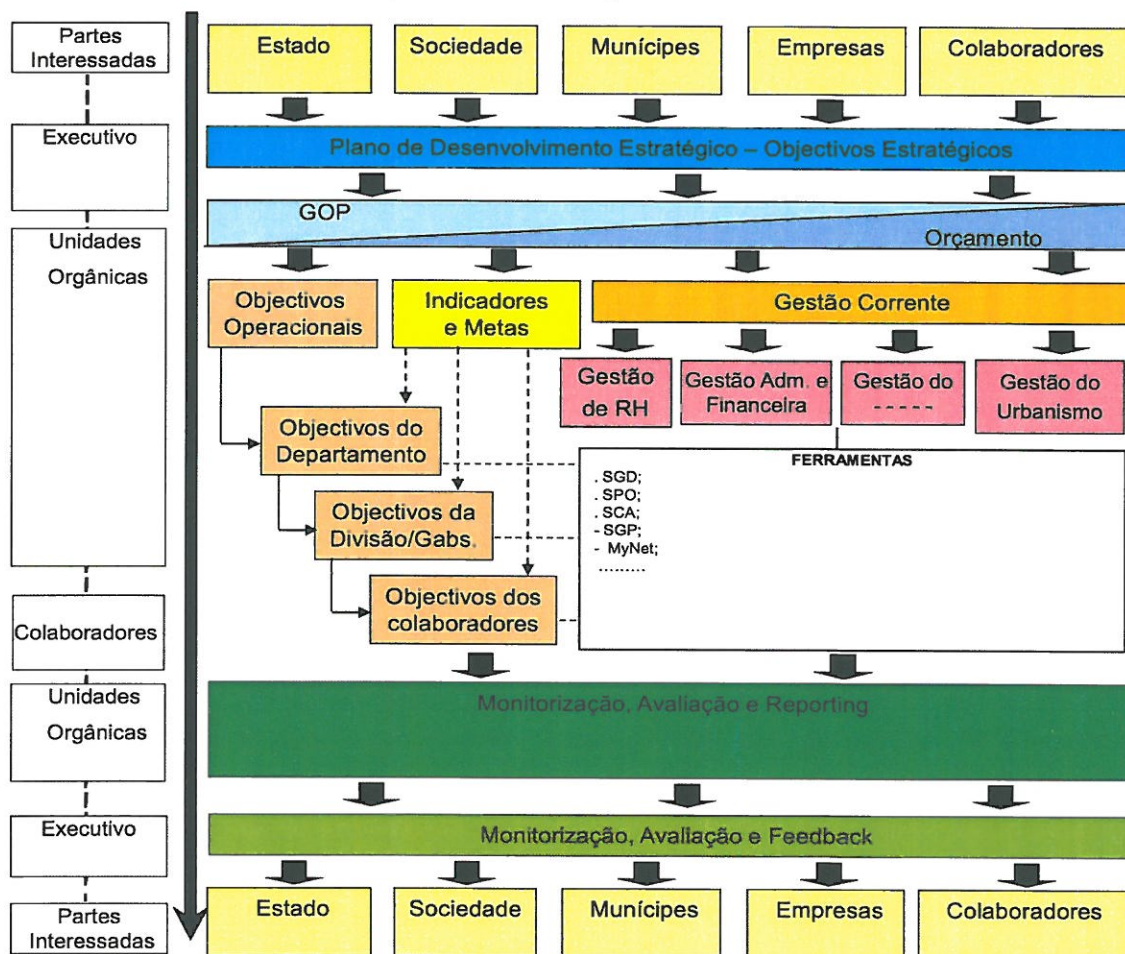 Partes
Interessadas
Estado
Sociedade
Munícipes
Empresas
Colaboradores
Executivo
Plano de Desenvolvimento Estratégico – Objectivos Estratégicos
GOP
Orçamento
Unidades
Orgânicas
Objectivos
Operacionais
Indicadores
e Metas
Gestão Corrente
Gestão
de RH
Gestão Adm. e
Financeira
Gestão do
-----
Gestão do
Urbanismo
Objectivos do
Departamento
Objectivos da
Divisão/Gabs.
Objectivos dos
colaboradores
FERRAMENTAS
. SGD;
. SPO;
. SCA;
- SGP;
- MyNet;
.........
Colaboradores
Unidades
Orgânicas
Monitorização, Avaliação e Reporting
Executivo
Monitorização, Avaliação e Feedback
Partes
Interessadas
Estado
Sociedade
Munícipes
Empresas
Colaboradores